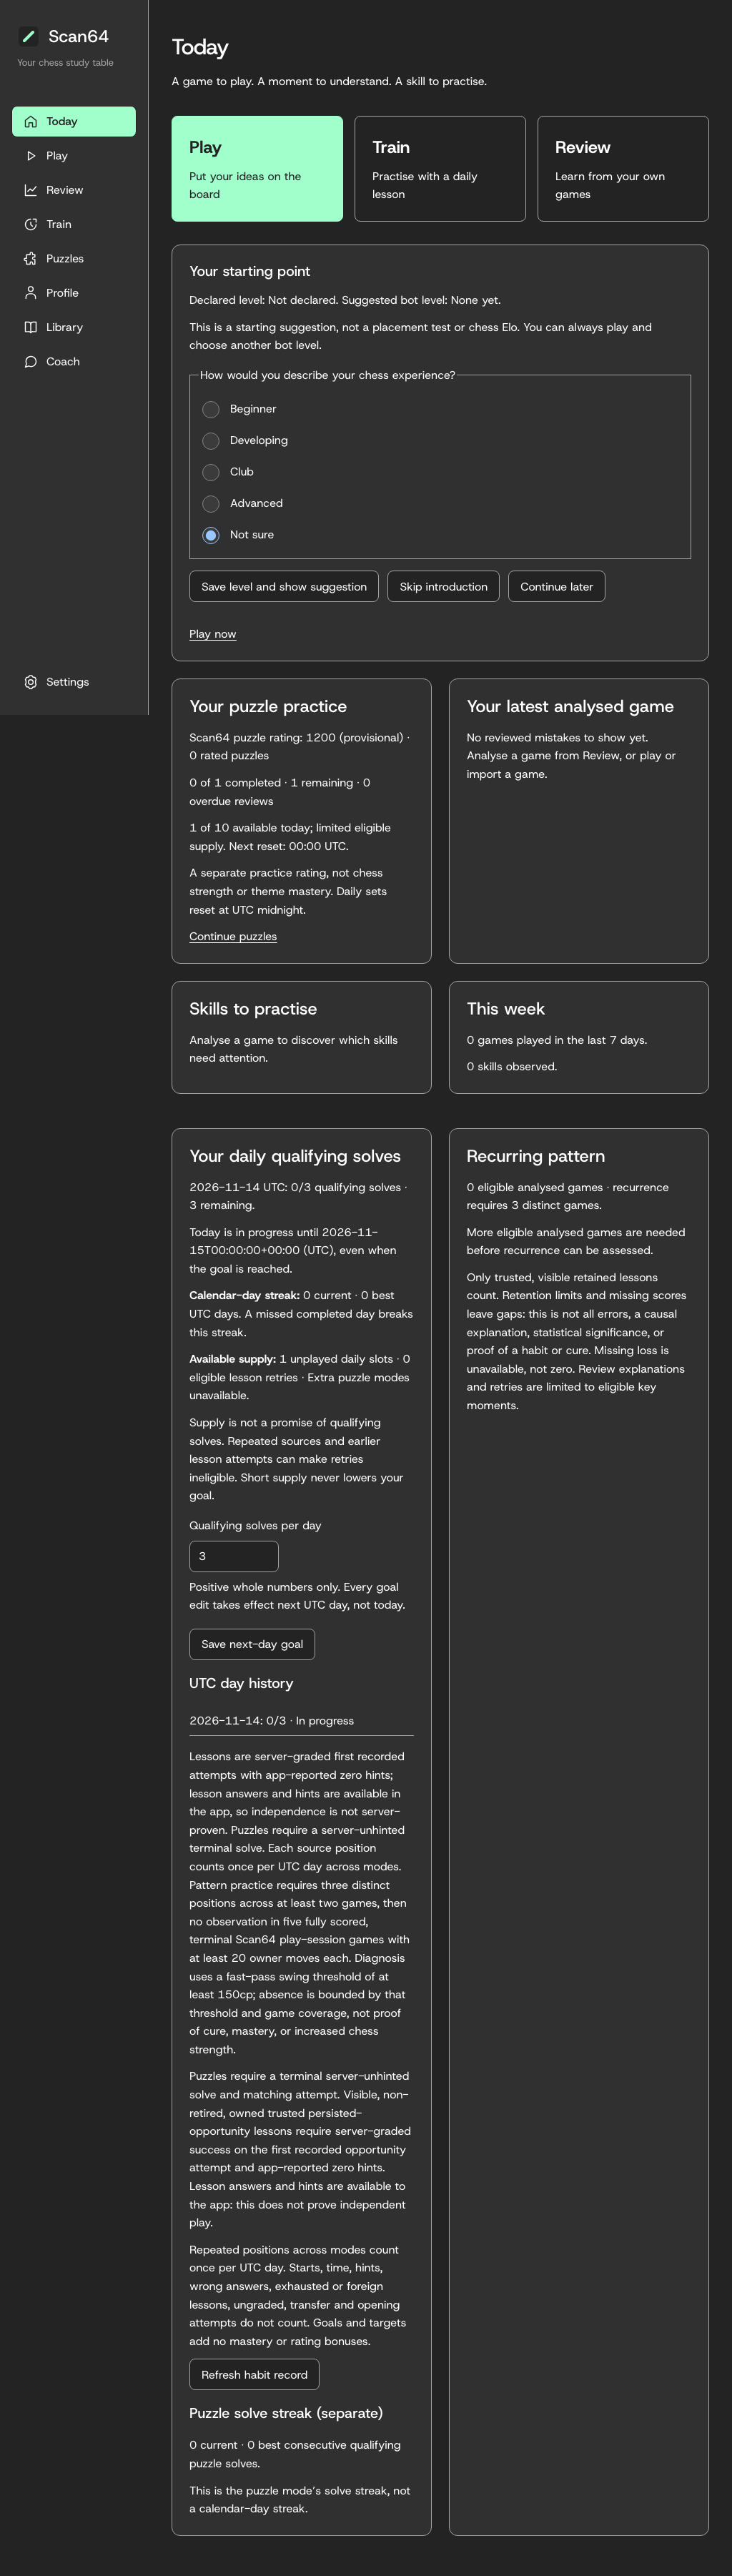 Scan64
Your chess study table
Today
Play
Review
Train
Puzzles
Profile
Library
Coach
Settings
Today
A game to play. A moment to understand. A skill to practise.
Play
Put your ideas on the
board
Train
Practise with a daily
lesson
Review
Learn from your own
games
Your starting point
Declared level: Not declared. Suggested bot level: None yet.
This is a starting suggestion, not a placement test or chess Elo. You can always play and
choose another bot level.
How would you describe your chess experience?
Beginner
Developing
Club
Advanced
Not sure
Save level and show suggestion
Skip introduction
Continue later
Play now
Your puzzle practice
Scan64 puzzle rating: 1200 (provisional) ·
0 rated puzzles
0 of 1 completed · 1 remaining · 0
overdue reviews
1 of 10 available today; limited eligible
supply. Next reset: 00:00 UTC.
A separate practice rating, not chess
strength or theme mastery. Daily sets
reset at UTC midnight.
Continue puzzles
Your latest analysed game
No reviewed mistakes to show yet.
Analyse a game from Review, or play or
import a game.
Skills to practise
Analyse a game to discover which skills
need attention.
This week
0 games played in the last 7 days.
0 skills observed.
Your daily qualifying solves
2026-11-14 UTC: 0/3 qualifying solves ·
3 remaining.
Today is in progress until 2026-11-
15T00:00:00+00:00 (UTC), even when
the goal is reached.
Calendar-day streak: 0 current · 0 best
UTC days. A missed completed day breaks
this streak.
Available supply: 1 unplayed daily slots · 0
eligible lesson retries · Extra puzzle modes
unavailable.
Supply is not a promise of qualifying
solves. Repeated sources and earlier
lesson attempts can make retries
ineligible. Short supply never lowers your
goal.
Qualifying solves per day
3
Positive whole numbers only. Every goal
edit takes effect next UTC day, not today.
Save next-day goal
UTC day history
2026-11-14: 0/3 · In progress
Lessons are server-graded first recorded
attempts with app-reported zero hints;
lesson answers and hints are available in
the app, so independence is not server-
proven. Puzzles require a server-unhinted
terminal solve. Each source position
counts once per UTC day across modes.
Pattern practice requires three distinct
positions across at least two games, then
no observation in five fully scored,
terminal Scan64 play-session games with
at least 20 owner moves each. Diagnosis
uses a fast-pass swing threshold of at
least 150cp; absence is bounded by that
threshold and game coverage, not proof
of cure, mastery, or increased chess
strength.
Puzzles require a terminal server-unhinted
solve and matching attempt. Visible, non-
retired, owned trusted persisted-
opportunity lessons require server-graded
success on the first recorded opportunity
attempt and app-reported zero hints.
Lesson answers and hints are available to
the app: this does not prove independent
play.
Repeated positions across modes count
once per UTC day. Starts, time, hints,
wrong answers, exhausted or foreign
lessons, ungraded, transfer and opening
attempts do not count. Goals and targets
add no mastery or rating bonuses.
Refresh habit record
Puzzle solve streak (separate)
0 current · 0 best consecutive qualifying
puzzle solves.
This is the puzzle mode's solve streak, not
a calendar-day streak.
Recurring pattern
0 eligible analysed games · recurrence
requires 3 distinct games.
More eligible analysed games are needed
before recurrence can be assessed.
Only trusted, visible retained lessons
count. Retention limits and missing scores
leave gaps: this is not all errors, a causal
explanation, statistical significance, or
proof of a habit or cure. Missing loss is
unavailable, not zero. Review explanations
and retries are limited to eligible key
moments.